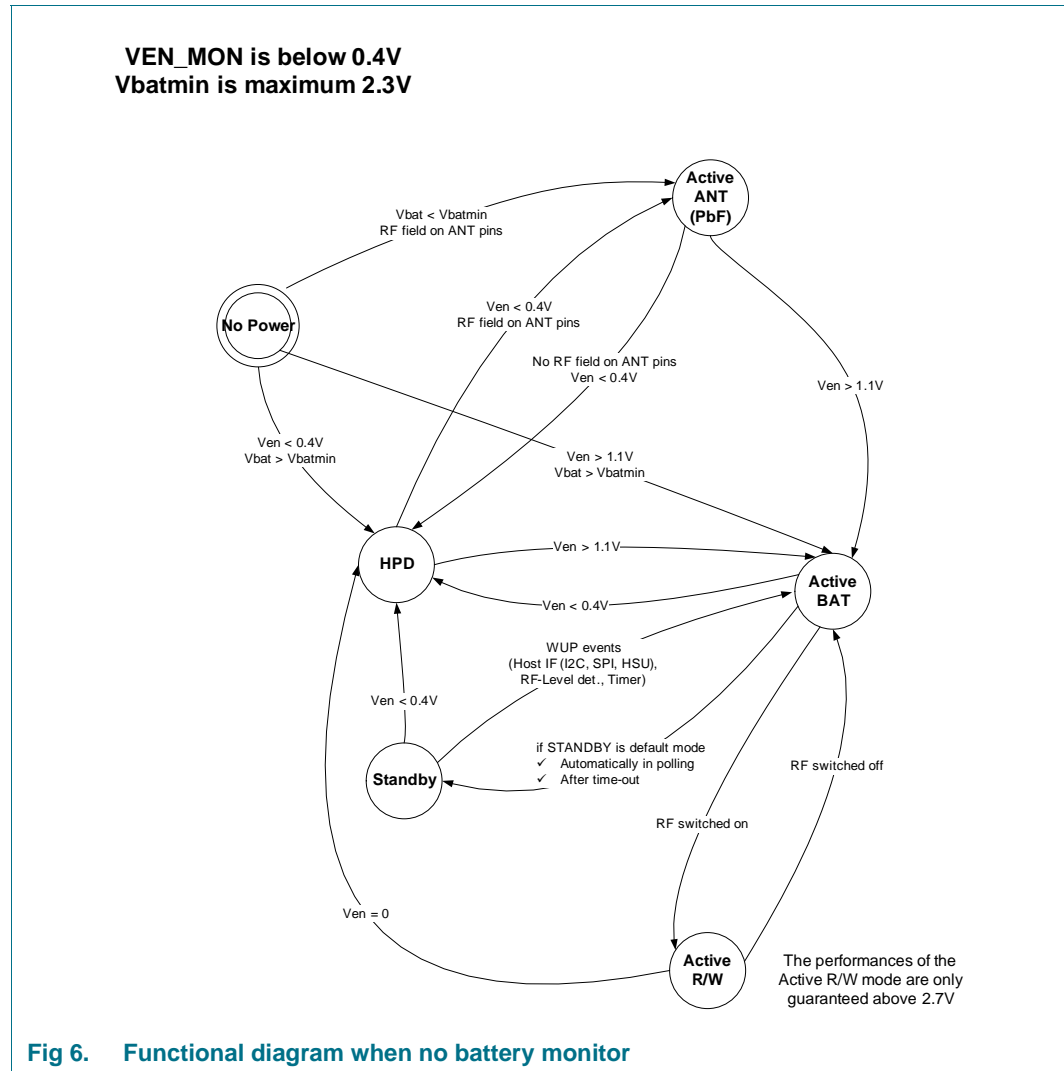 VEN_MON is below 0.4V
Vbatmin is maximum 2.3V
Active
ANT
(PbF)
Vbat < Vbatmin
RF field on ANT pins
No Power
Ven < 0.4V
RF field on ANT pins
No RF field on ANT pins
Ven < 0.4V
Ven > 1.1V
Ven < 0.4V
Vbat > Vbatmin
Ven > 1.1V
Vbat > Vbatmin
HPD
Ven > 1.1V
Active
BAT
Ven < 0.4V
WUP events
(Host IF (I2C, SPI, HSU),
RF-Level det., Timer)
Ven < 0.4V
Standby
if STANDBY is default mode
✓ Automatically in polling
✓ After time-out
RF switched off
RF switched on
Ven = 0
Active
R/W
The performances of the
Active R/W mode are only
guaranteed above 2.7V
Fig 6. Functional diagram when no battery monitor